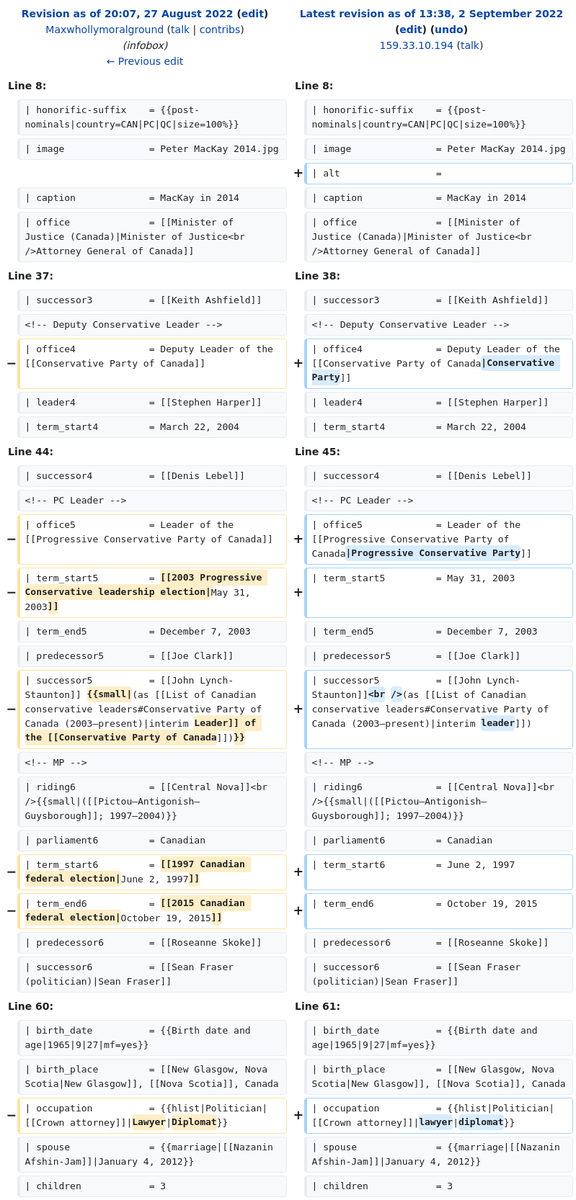 Revision as of 20:07, 27 August 2022 (edit)
Maxwhollymoralground (talk | contribs)
(infobox)
← Previous edit
Line 8:
| honorific-suffix   = {{post-
nominals|country=CAN|PC|QC|size=100%}}
| image              = Peter MacKay 2014.jpg
| caption            = MacKay in 2014
| office             = [[Minister of
Justice (Canada)|Minister of Justice<br
/>Attorney General of Canada]]
Line 37:
| successor3         = [[Keith Ashfield]]
<!-- Deputy Conservative Leader -->
− | office4            = Deputy Leader of the
[[Conservative Party of Canada]]
| leader4            = [[Stephen Harper]]
| term_start4        = March 22, 2004
Line 44:
| successor4         = [[Denis Lebel]]
<!-- PC Leader -->
− | office5            = Leader of the
[[Progressive Conservative Party of Canada]]
− | term_start5        = [[2003 Progressive
Conservative leadership election|May 31,
2003]]
| term_end5          = December 7, 2003
| predecessor5       = [[Joe Clark]]
− | successor5         = [[John Lynch-
Staunton]] {{small|(as [[List of Canadian
conservative leaders#Conservative Party of
Canada (2003–present)|interim Leader]] of
the [[Conservative Party of Canada]])}}
<!-- MP -->
| riding6            = [[Central Nova]]<br
/>{{small|([[Pictou—Antigonish—
Guysborough]]; 1997–2004)}}
| parliament6        = Canadian
− | term_start6        = [[1997 Canadian
federal election|June 2, 1997]]
− | term_end6          = [[2015 Canadian
federal election|October 19, 2015]]
| predecessor6       = [[Roseanne Skoke]]
| successor6         = [[Sean Fraser
(politician)|Sean Fraser]]
Line 60:
| birth_date         = {{Birth date and
age|1965|9|27|mf=yes}}
| birth_place        = [[New Glasgow, Nova
Scotia|New Glasgow]], [[Nova Scotia]], Canada
− | occupation         = {{hlist|Politician|
[[Crown attorney]]|Lawyer|Diplomat}}
| spouse             = {{marriage|[[Nazanin
Afshin-Jam]]|January 4, 2012}}
| children           = 3
Latest revision as of 13:38, 2 September 2022
(edit) (undo)
159.33.10.194 (talk)
Line 8:
| honorific-suffix   = {{post-
nominals|country=CAN|PC|QC|size=100%}}
| image              = Peter MacKay 2014.jpg
+ | alt                =
| caption            = MacKay in 2014
| office             = [[Minister of
Justice (Canada)|Minister of Justice<br
/>Attorney General of Canada]]
Line 38:
| successor3         = [[Keith Ashfield]]
<!-- Deputy Conservative Leader -->
+ | office4            = Deputy Leader of the
[[Conservative Party of Canada|Conservative
Party]]
| leader4            = [[Stephen Harper]]
| term_start4        = March 22, 2004
Line 45:
| successor4         = [[Denis Lebel]]
<!-- PC Leader -->
+ | office5            = Leader of the
[[Progressive Conservative Party of
Canada|Progressive Conservative Party]]
+ | term_start5        = May 31, 2003
| term_end5          = December 7, 2003
| predecessor5       = [[Joe Clark]]
+ | successor5         = [[John Lynch-
Staunton]]<br />(as [[List of Canadian
conservative leaders#Conservative Party of
Canada (2003–present)|interim leader]])
<!-- MP -->
| riding6            = [[Central Nova]]<br
/>{{small|([[Pictou—Antigonish—
Guysborough]]; 1997–2004)}}
| parliament6        = Canadian
+ | term_start6        = June 2, 1997
+ | term_end6          = October 19, 2015
| predecessor6       = [[Roseanne Skoke]]
| successor6         = [[Sean Fraser
(politician)|Sean Fraser]]
Line 61:
| birth_date         = {{Birth date and
age|1965|9|27|mf=yes}}
| birth_place        = [[New Glasgow, Nova
Scotia|New Glasgow]], [[Nova Scotia]], Canada
+ | occupation         = {{hlist|Politician|
[[Crown attorney]]|lawyer|diplomat}}
| spouse             = {{marriage|[[Nazanin
Afshin-Jam]]|January 4, 2012}}
| children           = 3